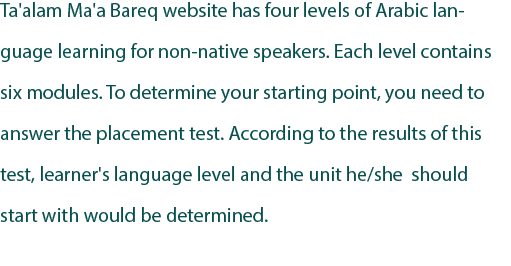 Ta'alam Ma'a Bareq website has four levels of Arabic lan-
guage learning for non-native speakers. Each level contains
six modules. To determine your starting point, you need to
answer the placement test. According to the results of this
test, learner's language level and the unit he/she  should
start with would be determined.